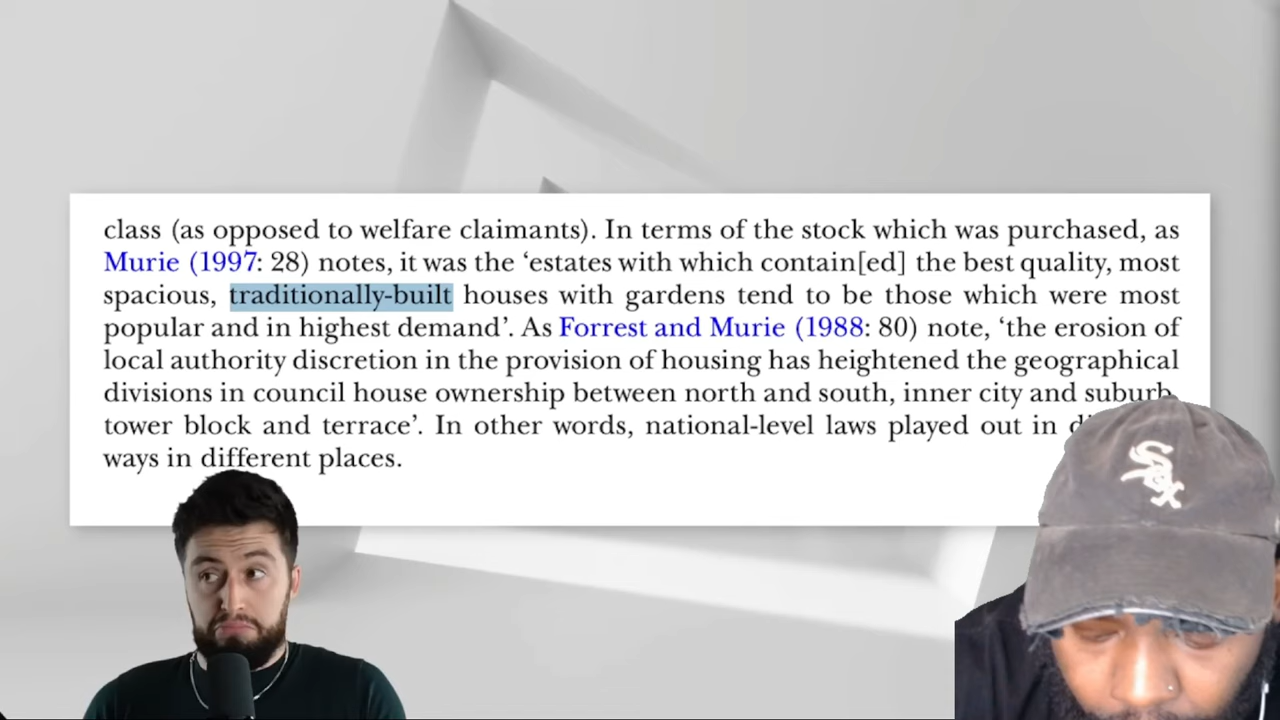 class (as opposed to welfare claimants). In terms of the stock which was purchased, as
Murie (1997: 28) notes, it was the ‘estates with which contain[ed] the best quality, most
spacious, traditionally-built houses with gardens tend to be those which were most
popular and in highest demand’. As Forrest and Murie (1988: 80) note, ‘the erosion of
local authority discretion in the provision of housing has heightened the geographical
divisions in council house ownership between north and south, inner city and suburb,
tower block and terrace’. In other words, national-level laws played out in
ways in different places.
Sox